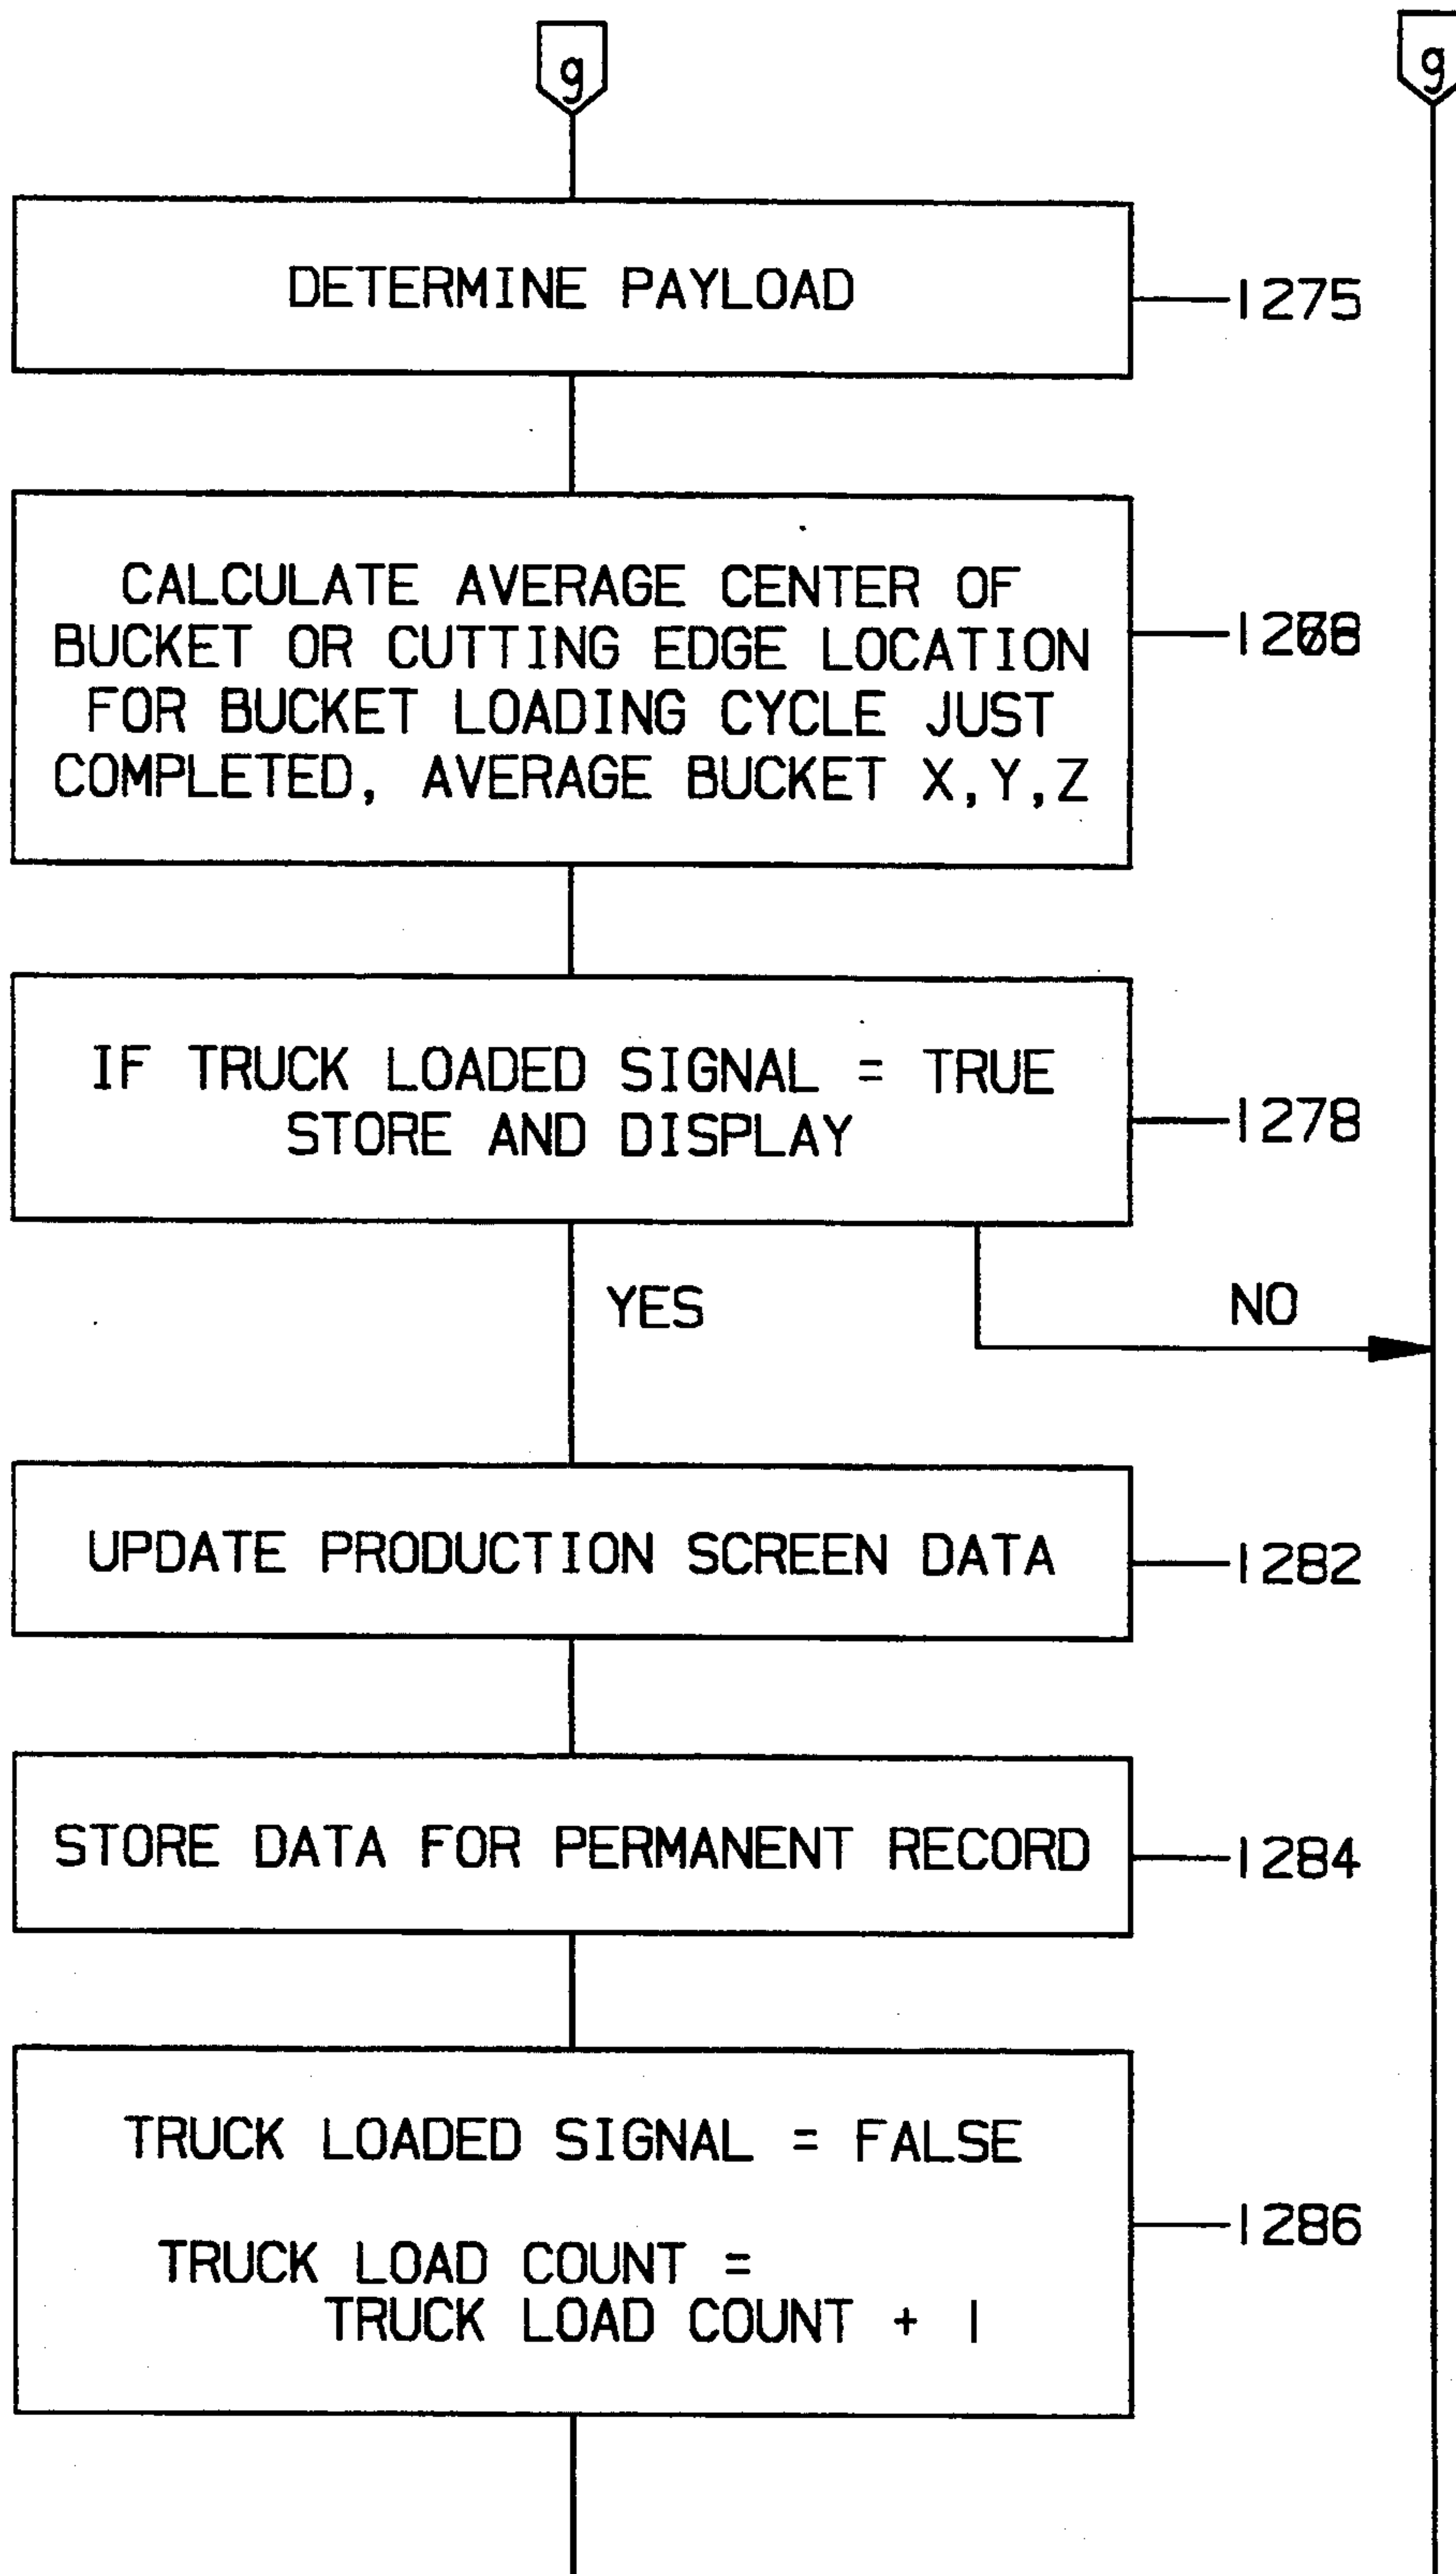 g
g
DETERMINE PAYLOAD
1275
CALCULATE AVERAGE CENTER OF
BUCKET OR CUTTING EDGE LOCATION
FOR BUCKET LOADING CYCLE JUST
COMPLETED, AVERAGE BUCKET X,Y,Z
IF TRUCK LOADED SIGNAL = TRUE
STORE AND DISPLAY
1278
YES
NO
UPDATE PRODUCTION SCREEN DATA
1282
STORE DATA FOR PERMANENT RECORD
1284
TRUCK LOADED SIGNAL = FALSE
TRUCK LOAD COUNT =
TRUCK LOAD COUNT + 1
1286